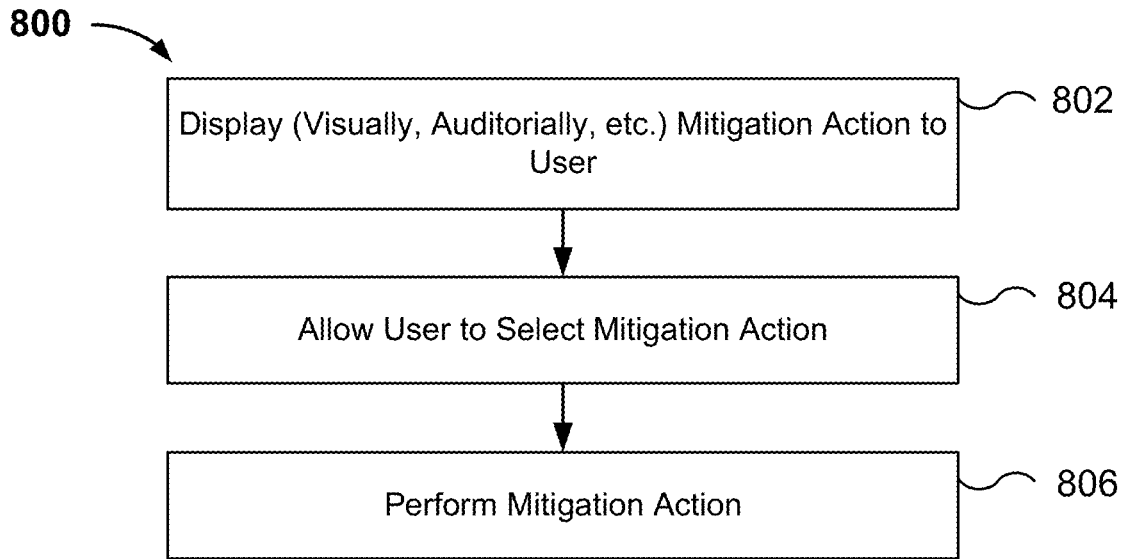 800
Display (Visually, Auditorially, etc.) Mitigation Action to
User
802
Allow User to Select Mitigation Action
804
Perform Mitigation Action
806